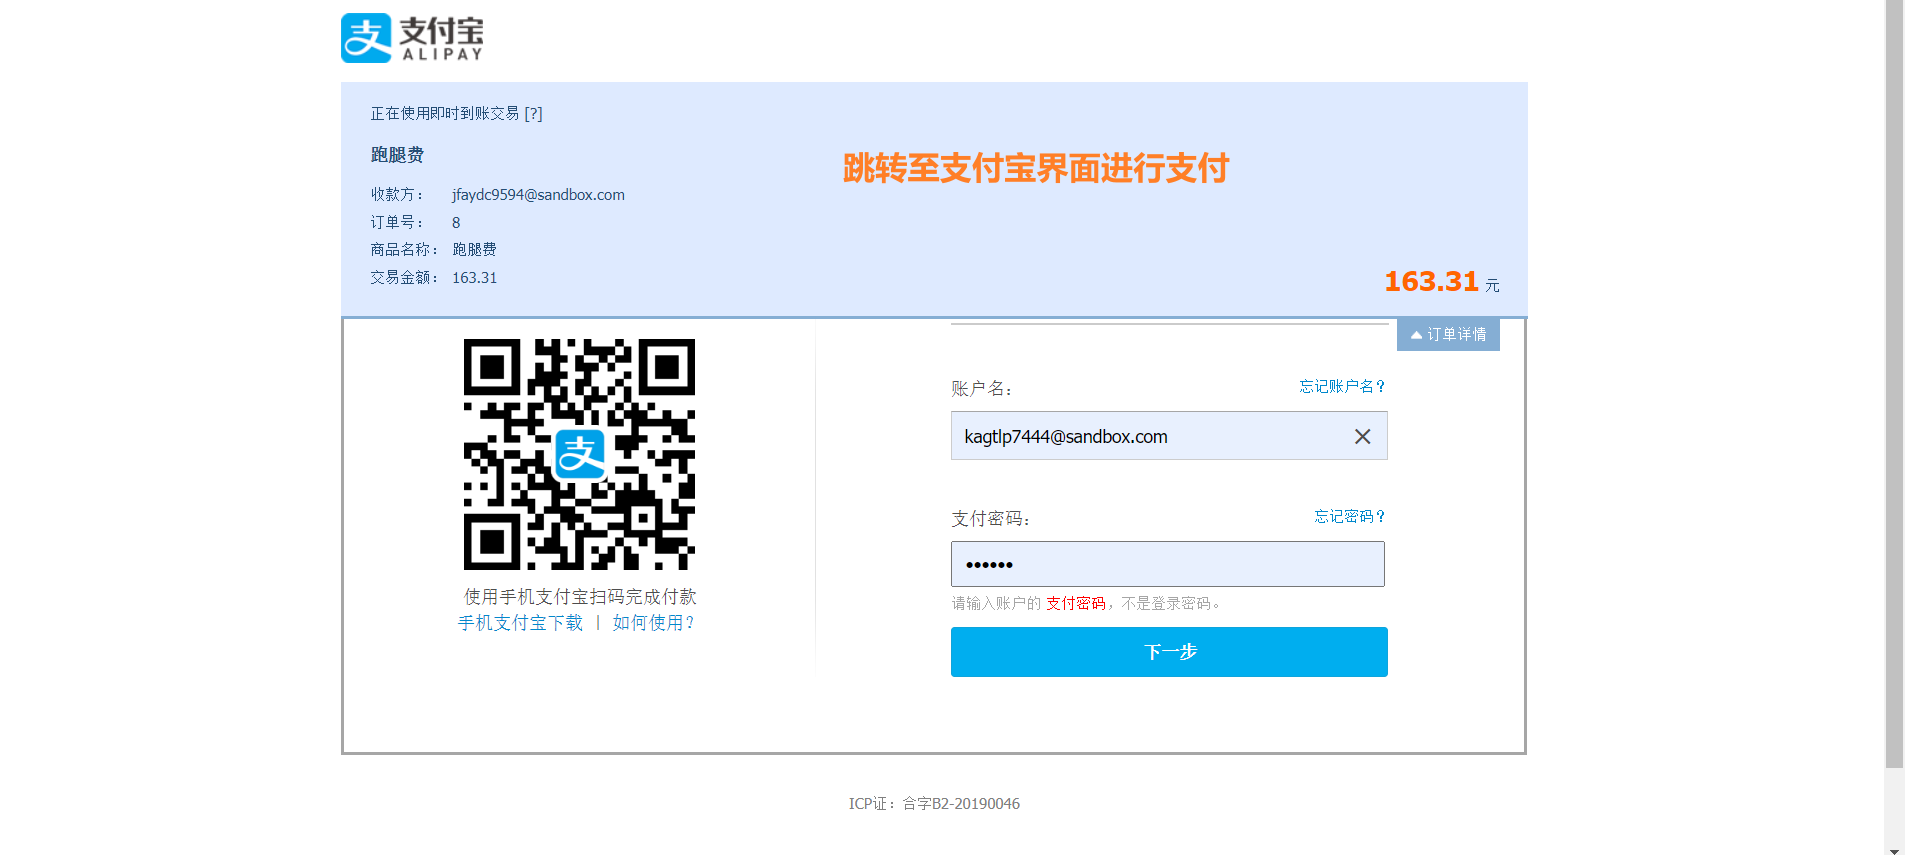 支付宝
ALIPAY
正在使用即时到账交易 [?]
跑腿费
跳转至支付宝界面进行支付
收款方： jfaydc9594@sandbox.com
订单号： 8
商品名称： 跑腿费
交易金额： 163.31
163.31 元
订单详情
账户名：
忘记账户名？
kagtlp7444@sandbox.com
支付密码：
忘记密码？
请输入账户的 支付密码，不是登录密码。
下一步
支
使用手机支付宝扫码完成付款
手机支付宝下载 | 如何使用？
ICP证：合字B2-20190046